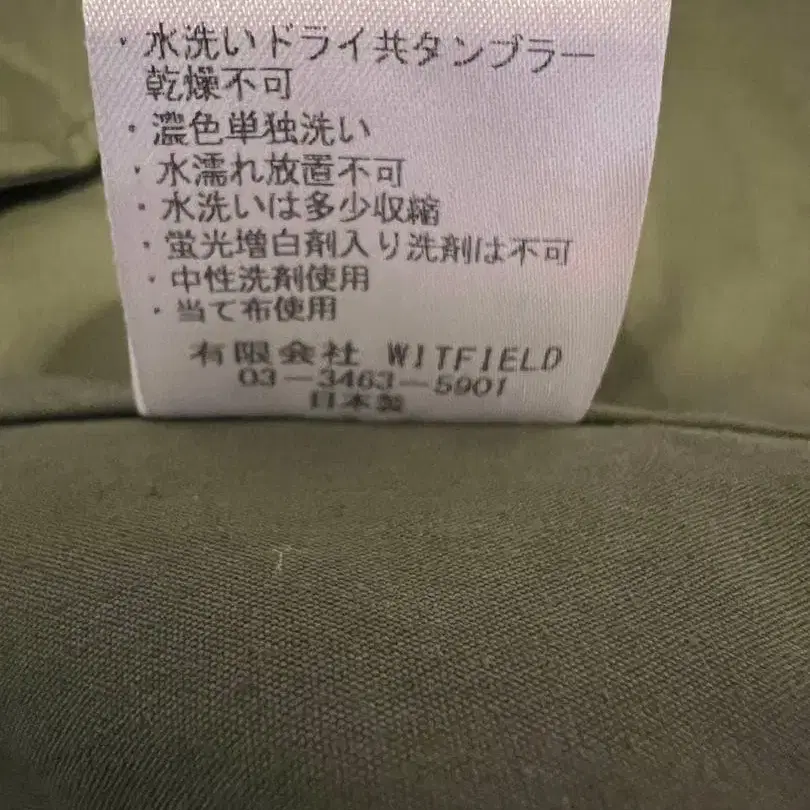 ・水洗いドライ共タンブラー
乾燥不可
・濃色単独洗い
・水濡れ放置不可
・水洗いは多少収縮
・蛍光増白剤入り洗剤は不可
・中性洗剤使用
・当て布使用
有限会社 WITFIELD
03-3463-5901
日本製